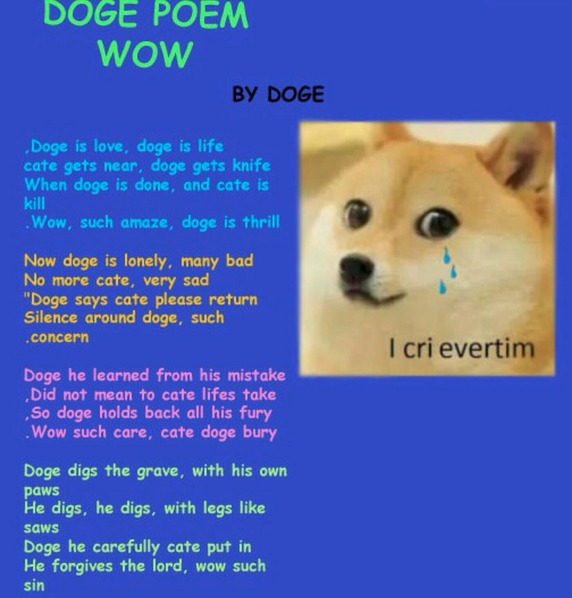 DOGE POEM
WOW
BY DOGE
,Doge is love, doge is life
cate gets near, doge gets knife
When doge is done, and cate is
kill
.Wow, such amaze, doge is thrill
Now doge is lonely, many bad
No more cate, very sad
"Doge says cate please return
Silence around doge, such
.concern
Doge he learned from his mistake
,Did not mean to cate lifes take
,So doge holds back all his fury
.Wow such care, cate doge bury
Doge digs the grave, with his own
paws
He digs, he digs, with legs like
saws
Doge he carefully cate put in
He forgives the lord, wow such
sin
I cri evertim